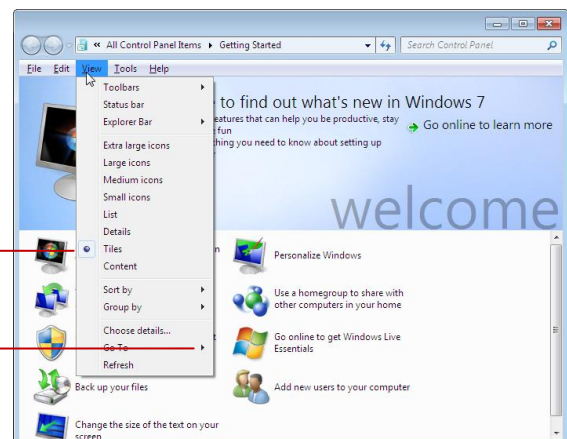 « All Control Panel Items ▸ Getting Started
Search Control Panel
File Edit View Tools Help
Toolbars
Status bar
Explorer Bar
Extra large icons
Large icons
Medium icons
Small icons
List
Details
Tiles
Content
Sort by
Group by
Choose details...
Go To
Refresh
to find out what's new in Windows 7
eatures that can help you be productive, stay
fun
thing you need to know about setting up
Go online to learn more
welcome
n
Personalize Windows
Use a homegroup to share with
other computers in your home
t
Go online to get Windows Live
Essentials
Back up your files
Add new users to your computer
Change the size of the text on your
screen